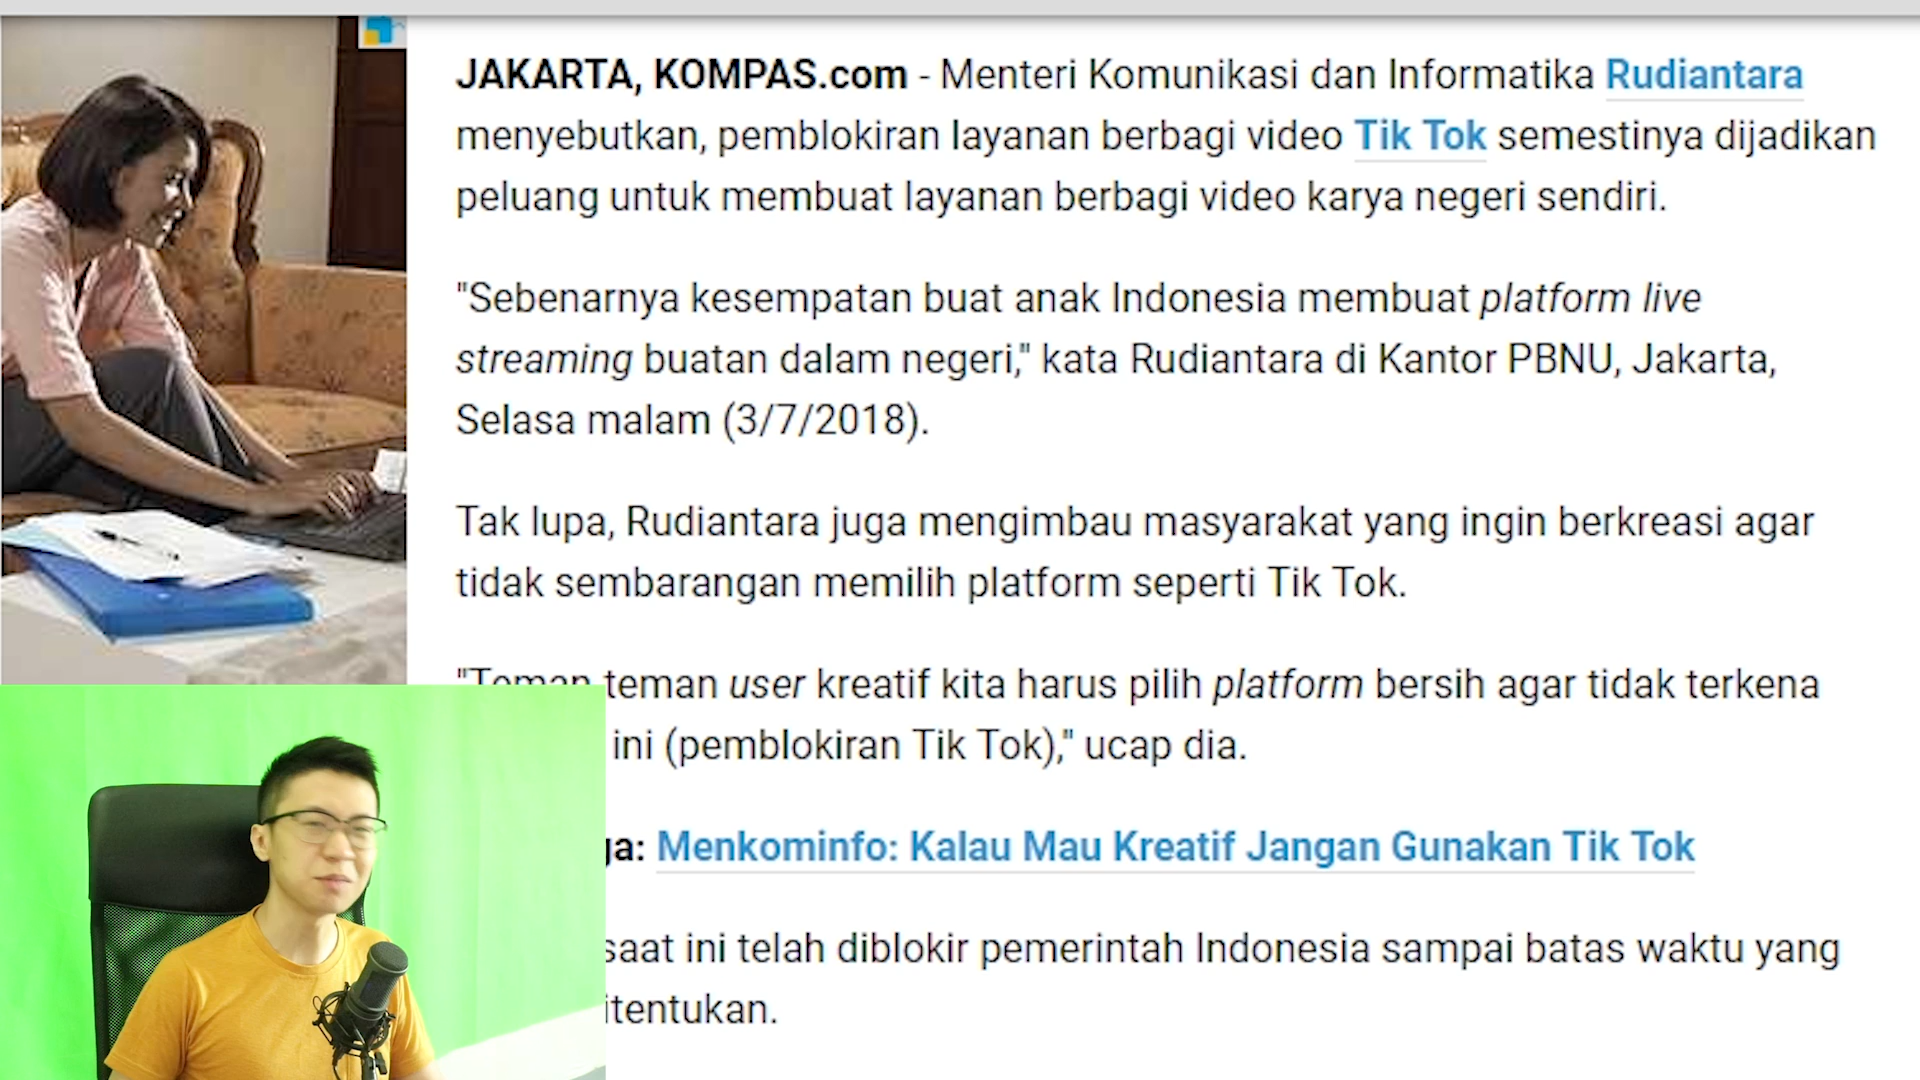 JAKARTA, KOMPAS.com - Menteri Komunikasi dan Informatika Rudiantara
menyebutkan, pemblokiran layanan berbagi video Tik Tok semestinya dijadikan
peluang untuk membuat layanan berbagi video karya negeri sendiri.
"Sebenarnya kesempatan buat anak Indonesia membuat platform live
streaming buatan dalam negeri," kata Rudiantara di Kantor PBNU, Jakarta,
Selasa malam (3/7/2018).
Tak lupa, Rudiantara juga mengimbau masyarakat yang ingin berkreasi agar
tidak sembarangan memilih platform seperti Tik Tok.
"Teman teman user kreatif kita harus pilih platform bersih agar tidak terkena
ini (pemblokiran Tik Tok)," ucap dia.
ga: Menkominfo: Kalau Mau Kreatif Jangan Gunakan Tik Tok
saat ini telah diblokir pemerintah Indonesia sampai batas waktu yang
itentukan.